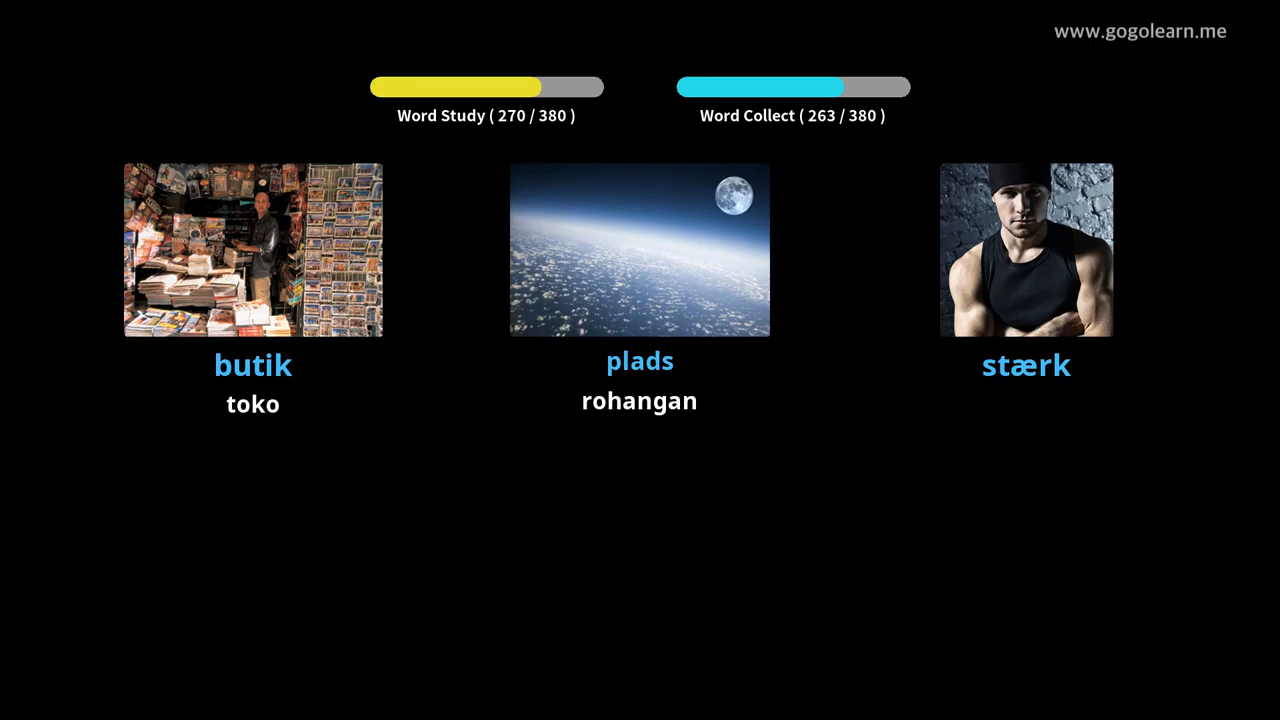 www.gogolearn.me
Word Study ( 270 / 380 )
Word Collect ( 263 / 380 )
butik
plads
stærk
toko
rohangan